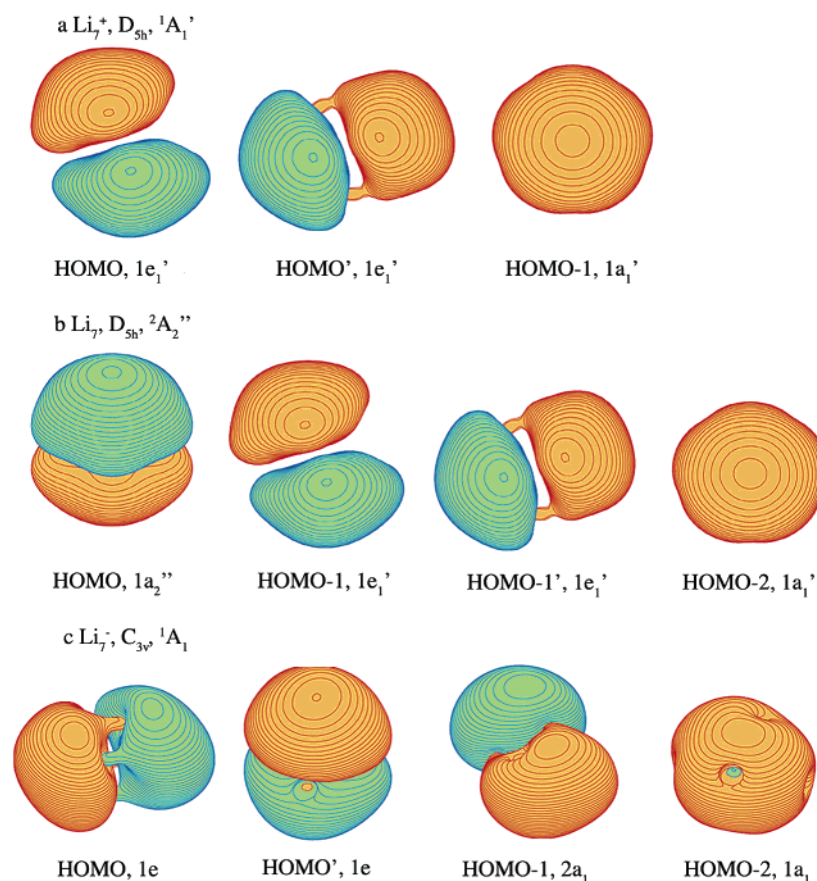 a Li₇⁺, D₅ₕ, ¹A₁’
HOMO, 1e₁’ HOMO’, 1e₁’ HOMO-1, 1a₁’
b Li₇, D₅ₕ, ²A₂’’
HOMO, 1a₂’’ HOMO-1, 1e₁’ HOMO-1’, 1e₁’ HOMO-2, 1a₁’
c Li₇⁻, C₃ᵥ, ¹A₁
HOMO, 1e HOMO’, 1e HOMO-1, 2a₁ HOMO-2, 1a₁